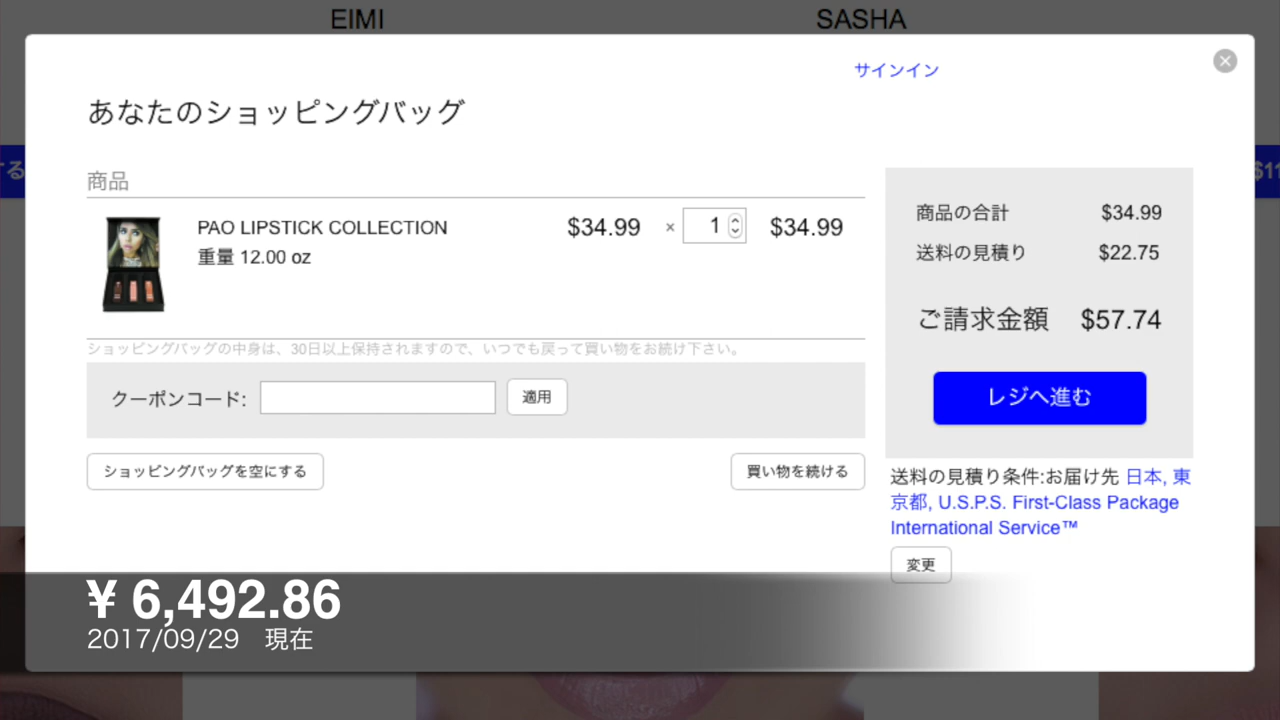 EIMI
SASHA
サインイン
あなたのショッピングバッグ
する
$11
商品
PAO LIPSTICK COLLECTION
$34.99 × 1 $34.99
重量 12.00 oz
商品の合計 $34.99
送料の見積り $22.75
ご請求金額 $57.74
レジへ進む
ショッピングバッグの中身は、30日以上保持されますので、いつでも戻って買い物をお続け下さい。
クーポンコード:
適用
ショッピングバッグを空にする
買い物を続ける
送料の見積り条件:お届け先 日本, 東
京都, U.S.P.S. First-Class Package
International Service™
変更
¥ 6,492.86
2017/09/29 現在